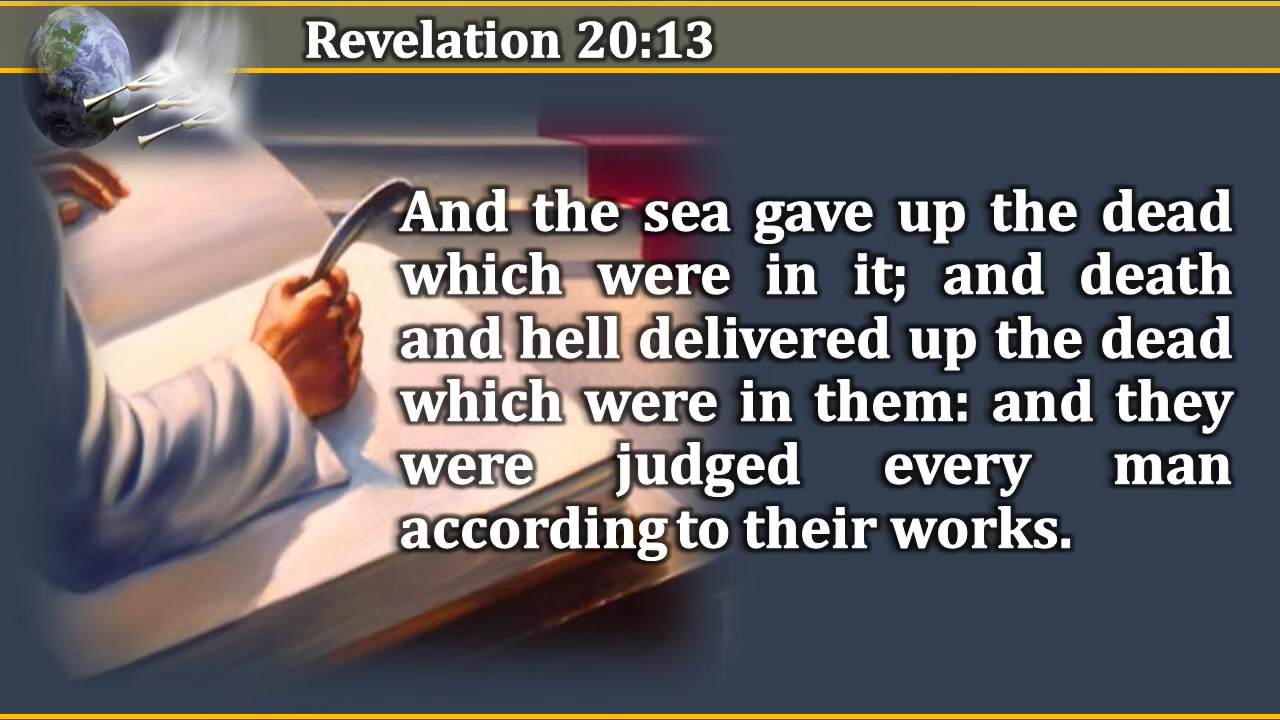 Revelation 20:13
And the sea gave up the dead
which were in it; and death
and hell delivered up the dead
which were in them: and they
were judged every man
according to their works.